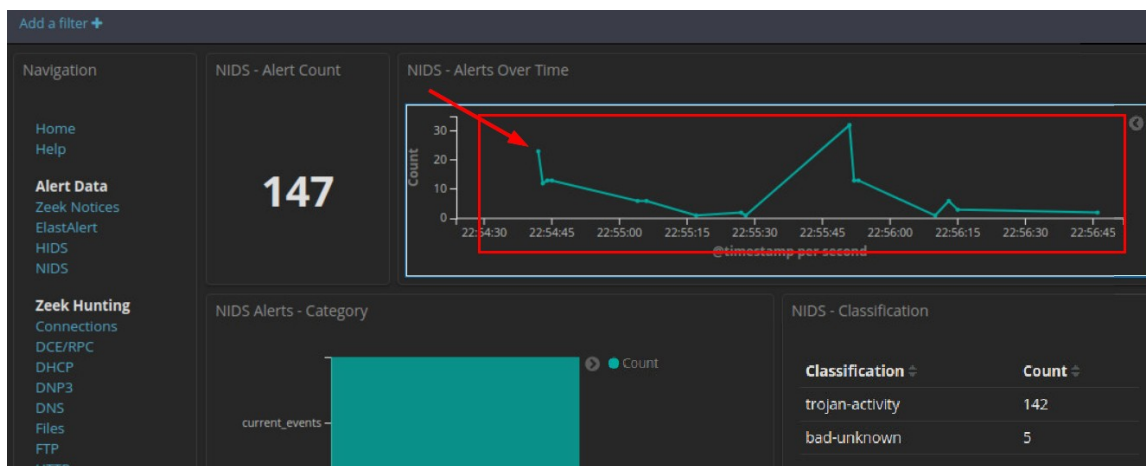 Add a filter +
Navigation
Home
Help
Alert Data
Zeek Notices
ElastAlert
HIDS
NIDS
Zeek Hunting
Connections
DCE/RPC
DHCP
DNP3
DNS
Files
FTP
NIDS - Alert Count
147
NIDS - Alerts Over Time
Count
30
20
10
0
22:54:30 22:54:45 22:55:00 22:55:15 22:55:30 22:55:45 22:56:00 22:56:15 22:56:30 22:56:45
@timestamp per second
NIDS Alerts - Category
current_events
Count
NIDS - Classification
Classification Count
trojan-activity 142
bad-unknown 5